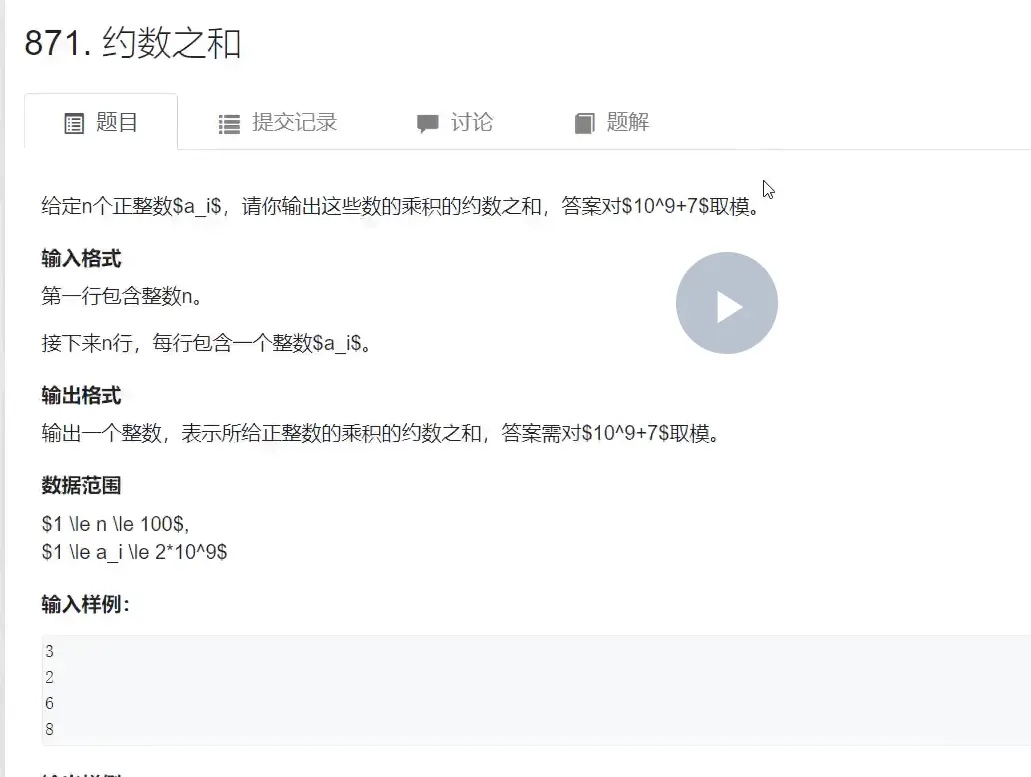 871. 约数之和
题目 提交记录 讨论 题解
给定n个正整数$a_i$，请你输出这些数的乘积的约数之和，答案对$10^9+7$取模。
输入格式
第一行包含整数n。
接下来n行，每行包含一个整数$a_i$。
输出格式
输出一个整数，表示所给正整数的乘积的约数之和，答案需对$10^9+7$取模。
数据范围
$1 \le n \le 100$,
$1 \le a_i \le 2*10^9$
输入样例：
3
2
6
8